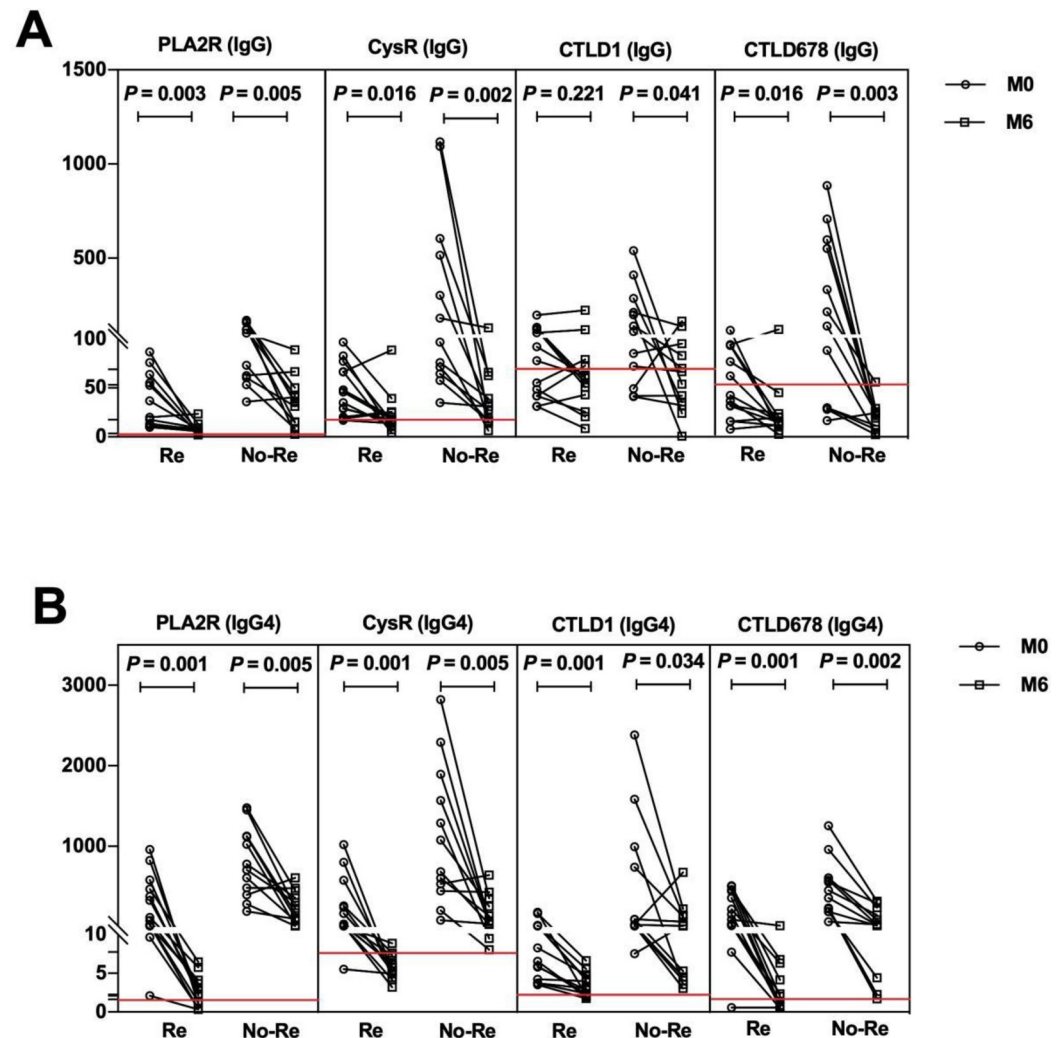 A
PLA2R (IgG) CysR (IgG) CTLD1 (IgG) CTLD678 (IgG)
1500
P = 0.003 P = 0.005 P = 0.016 P = 0.002 P = 0.221 P = 0.041 P = 0.016 P = 0.003
M0
M6
1000
500
100
50
0
Re No-Re Re No-Re Re No-Re Re No-Re
B
PLA2R (IgG4) CysR (IgG4) CTLD1 (IgG4) CTLD678 (IgG4)
M0
P = 0.001 P = 0.005 P = 0.001 P = 0.005 P = 0.001 P = 0.034 P = 0.001 P = 0.002
M6
3000
2000
1000
10
5
0
Re No-Re Re No-Re Re No-Re Re No-Re